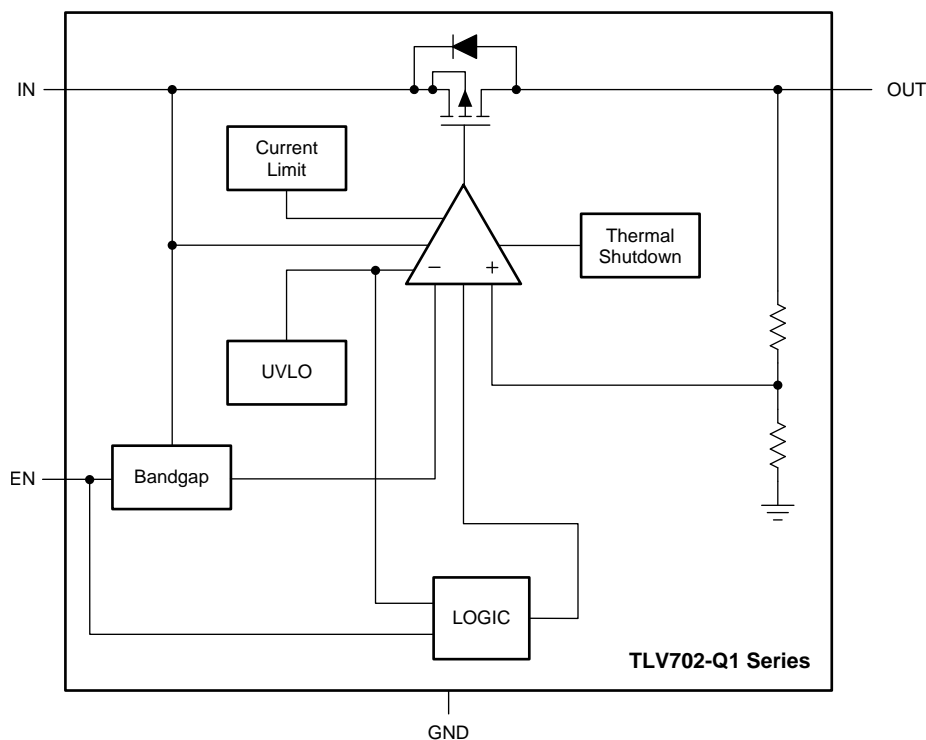 IN
OUT
Current
Limit
Thermal
Shutdown
− +
UVLO
EN
Bandgap
LOGIC
TLV702-Q1 Series
GND